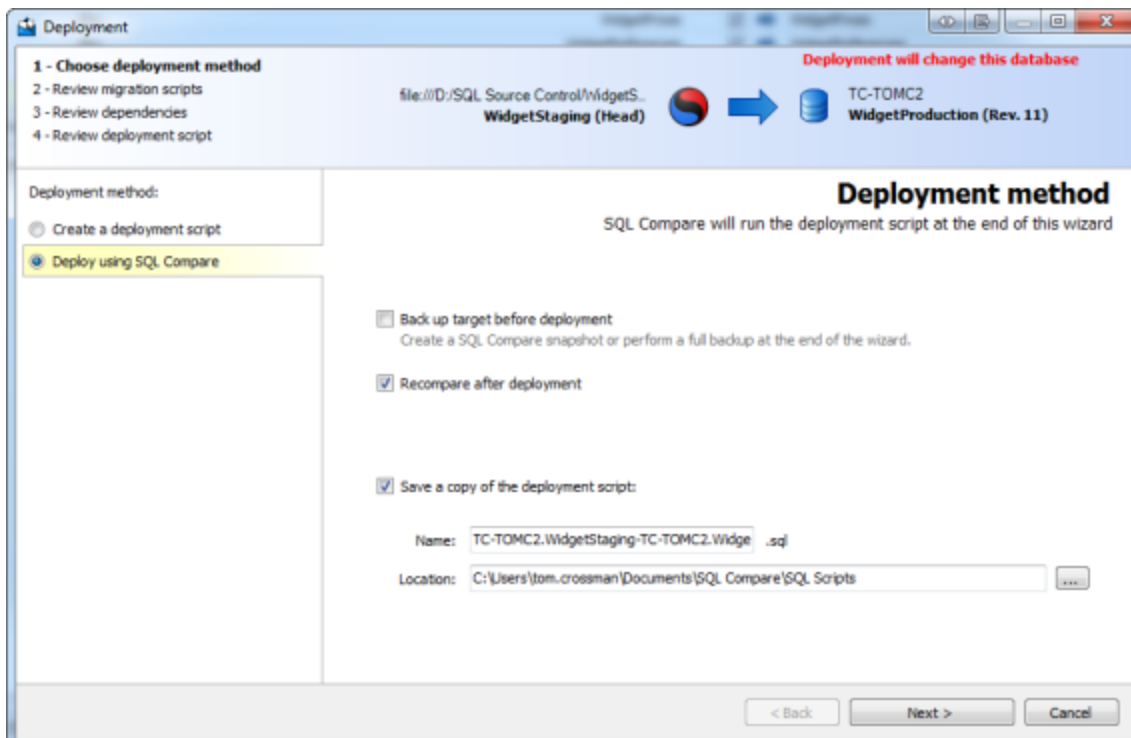 Deployment
1 - Choose deployment method
2 - Review migration scripts
3 - Review dependencies
4 - Review deployment script
file:///D:/SQL Source Control/WidgetS..
WidgetStaging (Head)
Deployment will change this database
TC-TOMC2
WidgetProduction (Rev. 11)
Deployment method:
Create a deployment script
Deploy using SQL Compare
Deployment method
SQL Compare will run the deployment script at the end of this wizard
Back up target before deployment
Create a SQL Compare snapshot or perform a full backup at the end of the wizard.
Recompare after deployment
Save a copy of the deployment script:
Name: TC-TOMC2.WidgetStaging-TC-TOMC2.Widge .sql
Location: C:\Users\tom.crossman\Documents\SQL Compare\SQL Scripts ...
< Back Next > Cancel